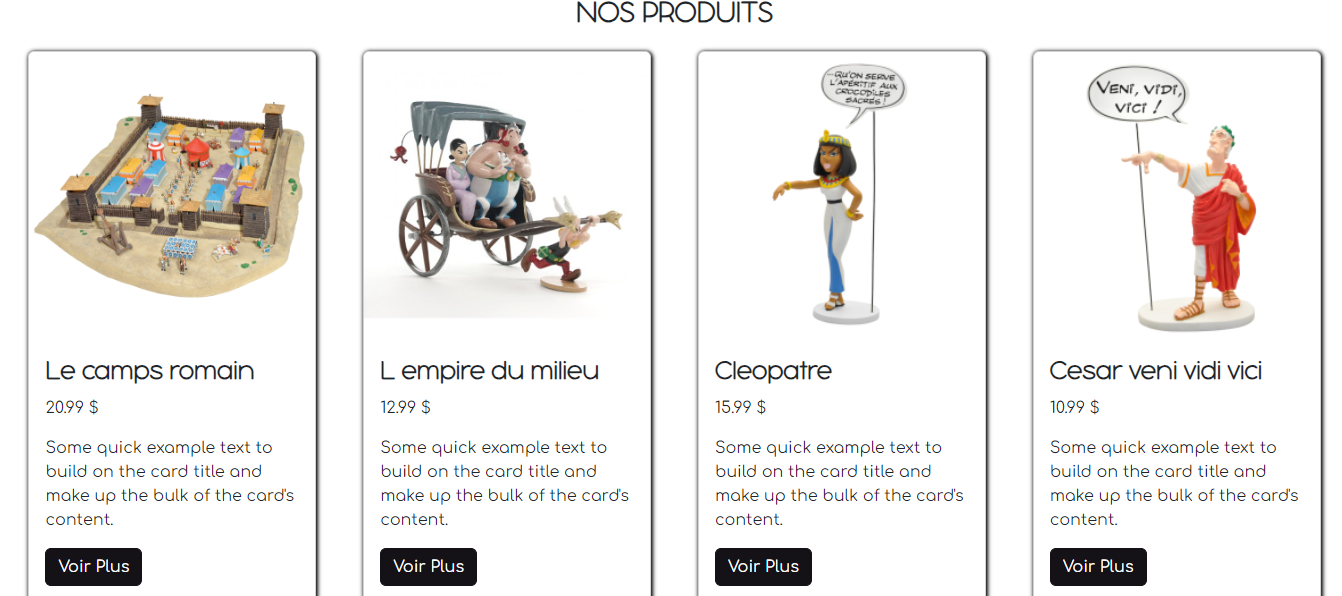 NOS PRODUITS
...QU'ON SERVE
L'APÉRITIF AUX
CROCODILES
SACRÉS!
VENI, VIDI,
VICI !
Le camps romain
20.99 $
Some quick example text to
build on the card title and
make up the bulk of the card's
content.
Voir Plus
L empire du milieu
12.99 $
Some quick example text to
build on the card title and
make up the bulk of the card's
content.
Voir Plus
Cleopatre
15.99 $
Some quick example text to
build on the card title and
make up the bulk of the card's
content.
Voir Plus
Cesar veni vidi vici
10.99 $
Some quick example text to
build on the card title and
make up the bulk of the card's
content.
Voir Plus